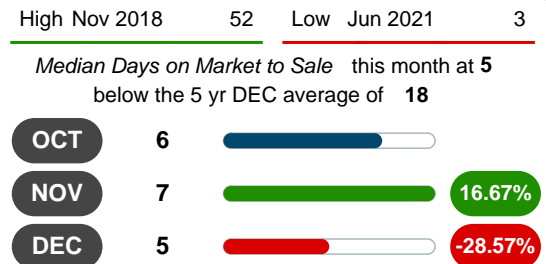 High Nov 2018 52 Low Jun 2021 3
Median Days on Market to Sale this month at 5
below the 5 yr DEC average of 18
OCT 6
NOV 7 16.67%
DEC 5 -28.57%